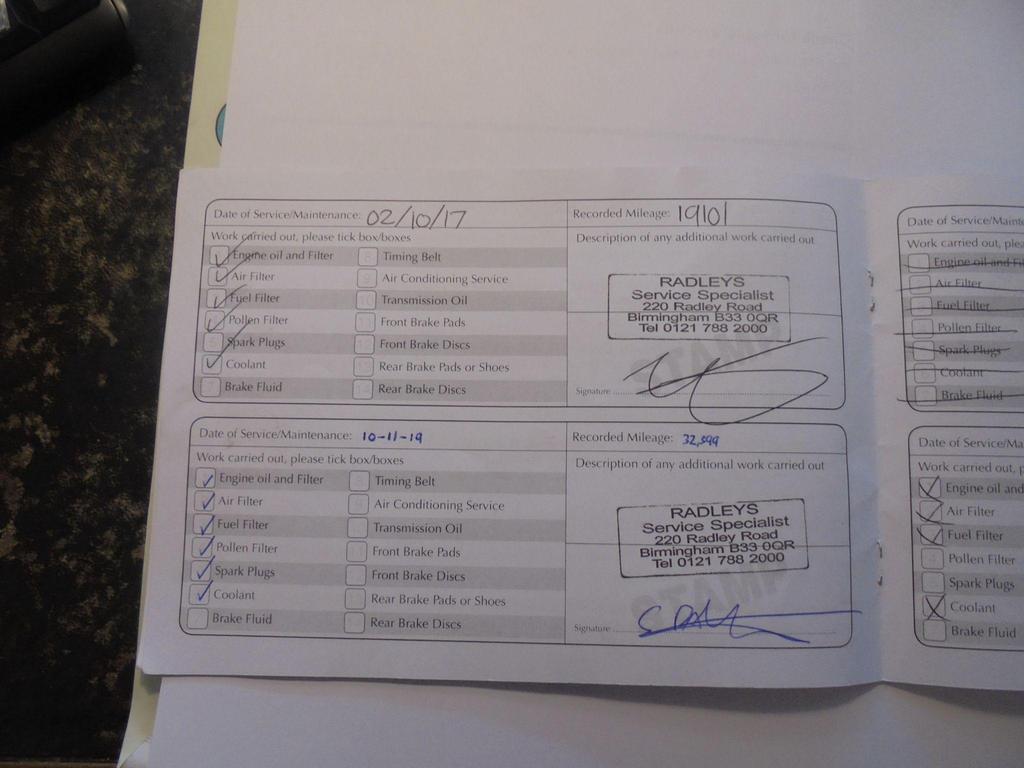 Date of Service/Maintenance: 02/10/17
Recorded Mileage: 19101
Work carried out, please tick box/boxes
Description of any additional work carried out
Engine oil and Filter
Timing Belt
Air Filter
Air Conditioning Service
Fuel Filter
Transmission Oil
Pollen Filter
Front Brake Pads
Spark Plugs
Front Brake Discs
Coolant
Rear Brake Pads or Shoes
Brake Fluid
Rear Brake Discs
RADLEYS
Service Specialist
220 Radley Road
Birmingham B33 0QR
Tel 0121 788 2000
STAMP
Signature
Date of Service/Maintenance: 10-11-19
Recorded Mileage: 32,399
Work carried out, please tick box/boxes
Description of any additional work carried out
Engine oil and Filter
Timing Belt
Air Filter
Air Conditioning Service
Fuel Filter
Transmission Oil
Pollen Filter
Front Brake Pads
Spark Plugs
Front Brake Discs
Coolant
Rear Brake Pads or Shoes
Brake Fluid
Rear Brake Discs
RADLEYS
Service Specialist
220 Radley Road
Birmingham B33 0QR
Tel 0121 788 2000
STAMP
Signature
Date of Service/Mainte
Work carried out, plea
Engine oil and Fi
Air Filter
Fuel Filter
Pollen Filter
Spark Plugs
Coolant
Brake Fluid
Date of Service/Ma
Work carried out, p
Engine oil and
Air Filter
Fuel Filter
Pollen Filter
Spark Plugs
Coolant
Brake Fluid